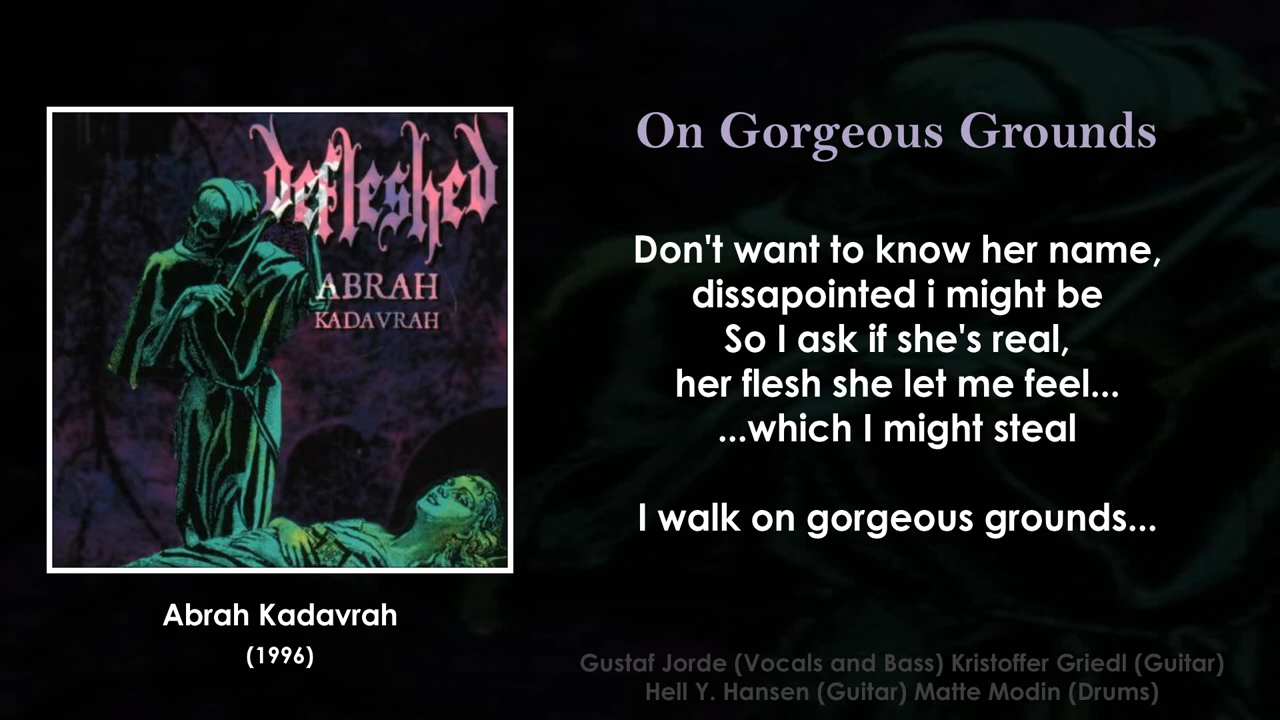 defleshed
ABRAH
KADAVRAH
Abrah Kadavrah
(1996)
On Gorgeous Grounds
Don't want to know her name,
dissapointed i might be
So I ask if she's real,
her flesh she let me feel...
...which I might steal
I walk on gorgeous grounds...
Gustaf Jorde (Vocals and Bass) Kristoffer Griedl (Guitar)
Hell Y. Hansen (Guitar) Matte Modin (Drums)